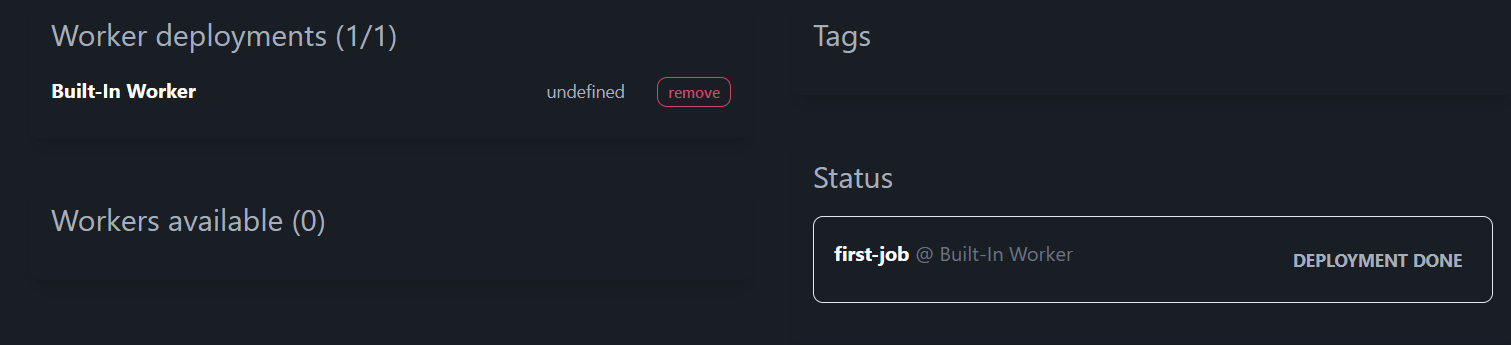 Worker deployments (1/1)
Built-In Worker undefined remove
Workers available (0)
Tags
Status
first-job @ Built-In Worker DEPLOYMENT DONE